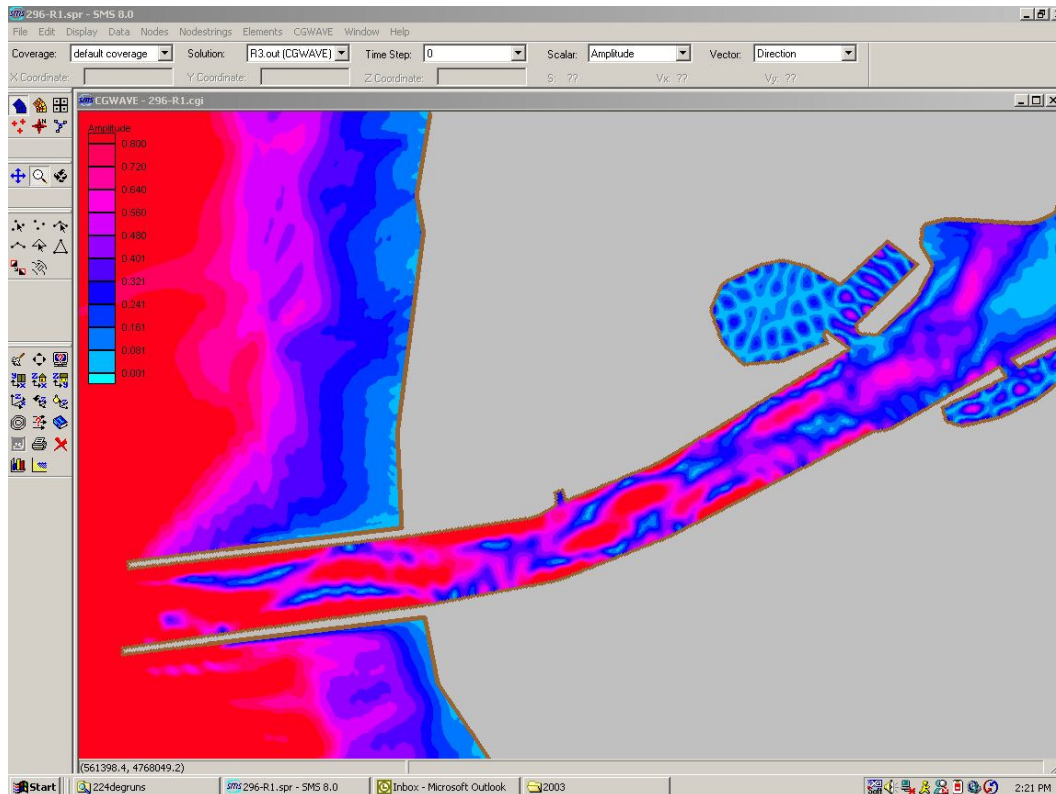 296-R1.spr - SMS 8.0
File Edit Display Data Nodes Nodestrings Elements CGWAVE Window Help
Coverage: default coverage Solution: R3.out (CGWAVE) Time Step: 0 Scalar: Amplitude Vector: Direction
X Coordinate: Y Coordinate: Z Coordinate: S: ?? Vx: ?? Vy: ??
CGWAVE - 296-R1.cgi
Amplitude
0.800
0.720
0.640
0.560
0.480
0.401
0.321
0.241
0.161
0.081
0.001
(561398.4, 4768049.2)
Start 224degruns sms 296-R1.spr - SMS 8.0 Inbox - Microsoft Outlook 2003 2:21 PM